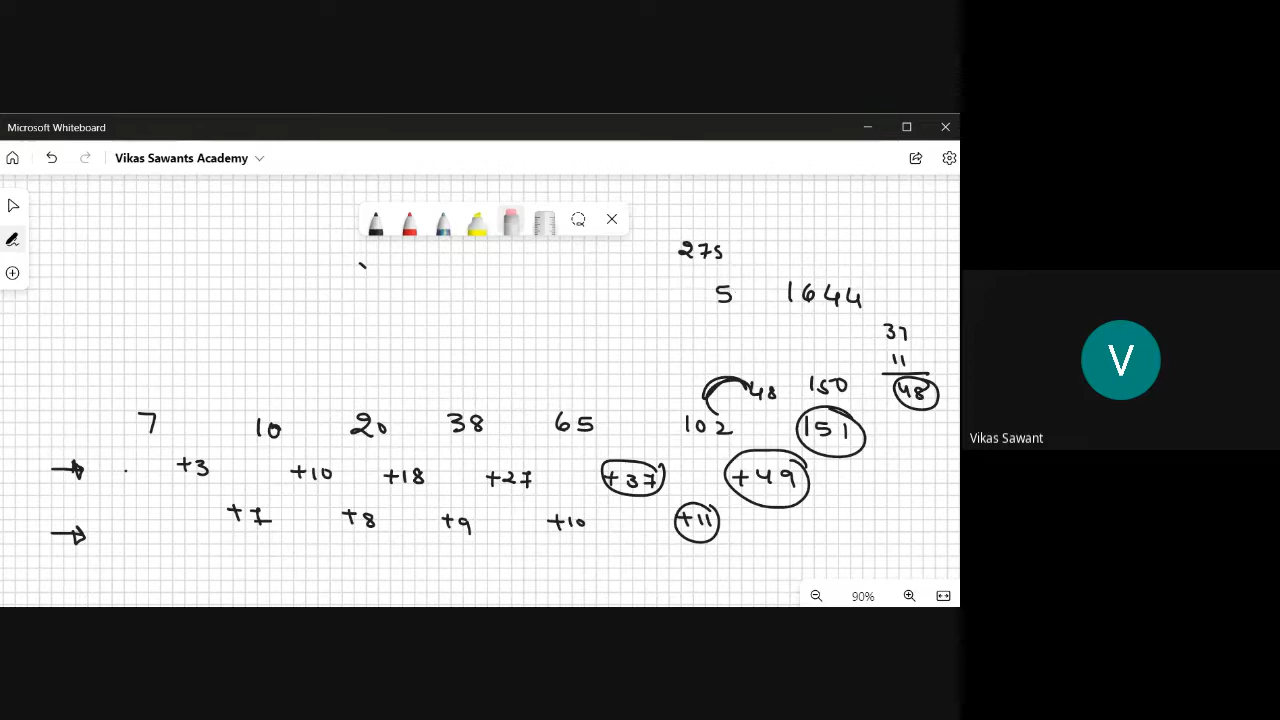 Microsoft Whiteboard
Vikas Sawants Academy
275
5 1644
37
11
48 150 48
7 10 20 38 65 102 151
+3 +10 +18 +27 +37 +49
+7 +8 +9 +10 +11
V
Vikas Sawant
90%